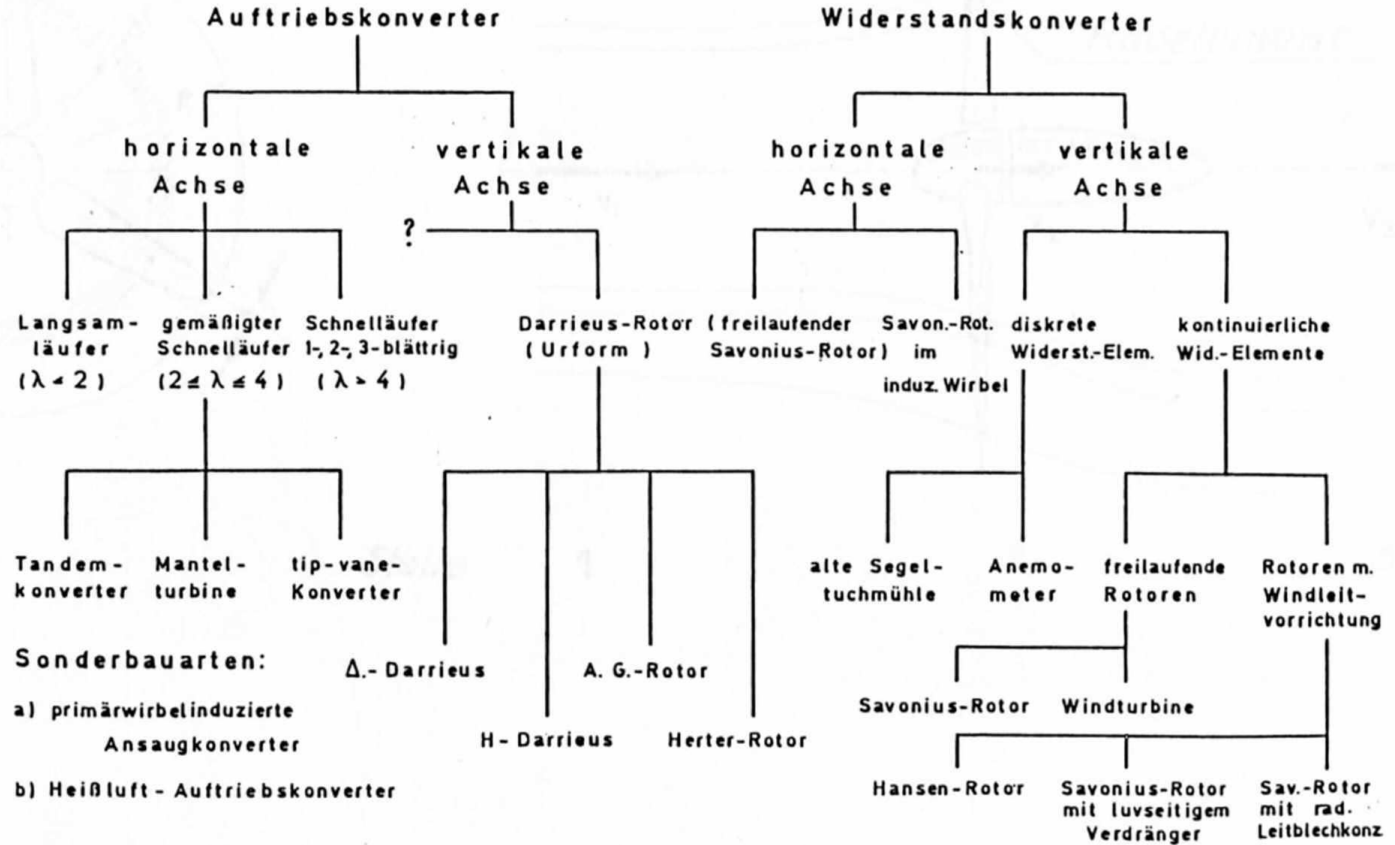 Auftriebskonverter
Widerstandskonverter
horizontale
Achse
vertikale
Achse
horizontale
Achse
vertikale
Achse
?
Langsam-
läufer
(λ < 2)
gemäßigter
Schnelläufer
(2 ≤ λ ≤ 4)
Schnelläufer
1-, 2-, 3-blättrig
(λ > 4)
Darrieus-Rotor
(Urform)
(freilaufender
Savonius-Rotor)
Savon.-Rot.
im
induz. Wirbel
diskrete
Widerst.-Elem.
kontinuierliche
Wid.-Elemente
Tandem-
konverter
Mantel-
turbine
tip-vane-
Konverter
alte Segel-
tuchmühle
Anemo-
meter
freilaufende
Rotoren
Rotoren m.
Windleit-
vorrichtung
Δ.-Darrieus
H-Darrieus
A. G.-Rotor
Herter-Rotor
Savonius-Rotor
Windturbine
Hansen-Rotor
Savonius-Rotor
mit luvseitigem
Verdränger
Sav.-Rotor
mit rad.
Leitblechkonz
Sonderbauarten:
a) primärwirbelinduzierte
Ansaugkonverter
b) Heißluft-Auftriebskonverter